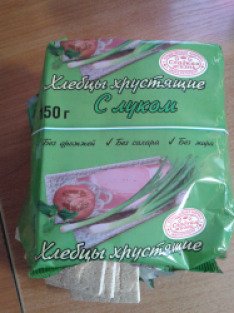 Хлебцы хрустящие
С луком
150 г
✓ Без дрожжей ✓ Без сахара ✓ Без жира
Хлебцы хрустящие